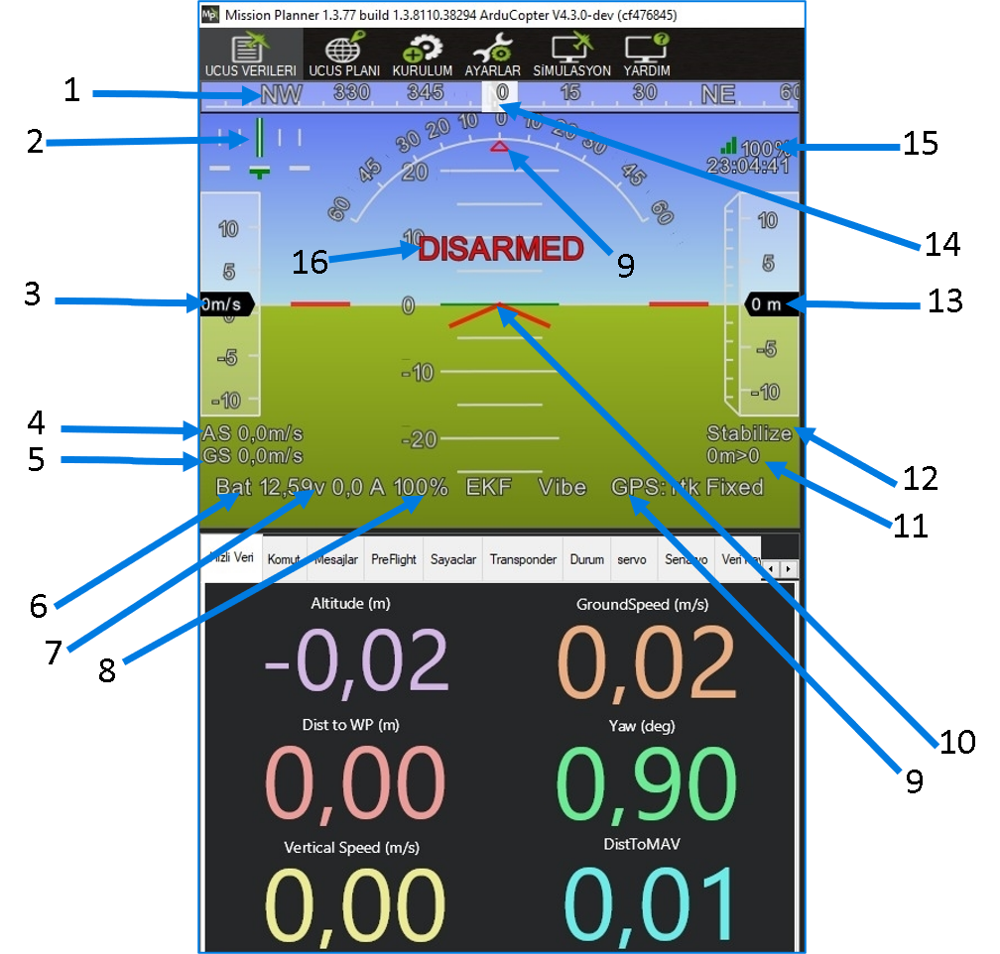 Mission Planner 1.3.77 build 1.3.8110.38294 ArduCopter V4.3.0-dev (cf476845)
UCUS VERILERI UCUS PLANI KURULUM AYARLAR SİMULASYON YARDIM
1 NW 330 345 0 15 30 NE 60
60 45 30 20 10 0 10 20 30 45 60
2 100% 15
23:04:41
20
14
10 10 10
16 DISARMED 9
5 5
3 0m/s 0 0 m 13
-5 -5
-10 -10 -10
4 AS 0,0m/s -20 Stabilize
5 GS 0,0m/s 0m>0 12
Bat 12,59v 0,0 A 100% EKF Vibe GPS: rtk Fixed
11
Hizli Veri Komut Mesajlar PreFlight Sayaclar Transponder Durum servo
6
7
8
Altitude (m) GroundSpeed (m/s)
-0,02 0,02
Dist to WP (m) Yaw (deg)
10
0,00 0,90
9
Vertical Speed (m/s) DistToMAV
0,00 0,01